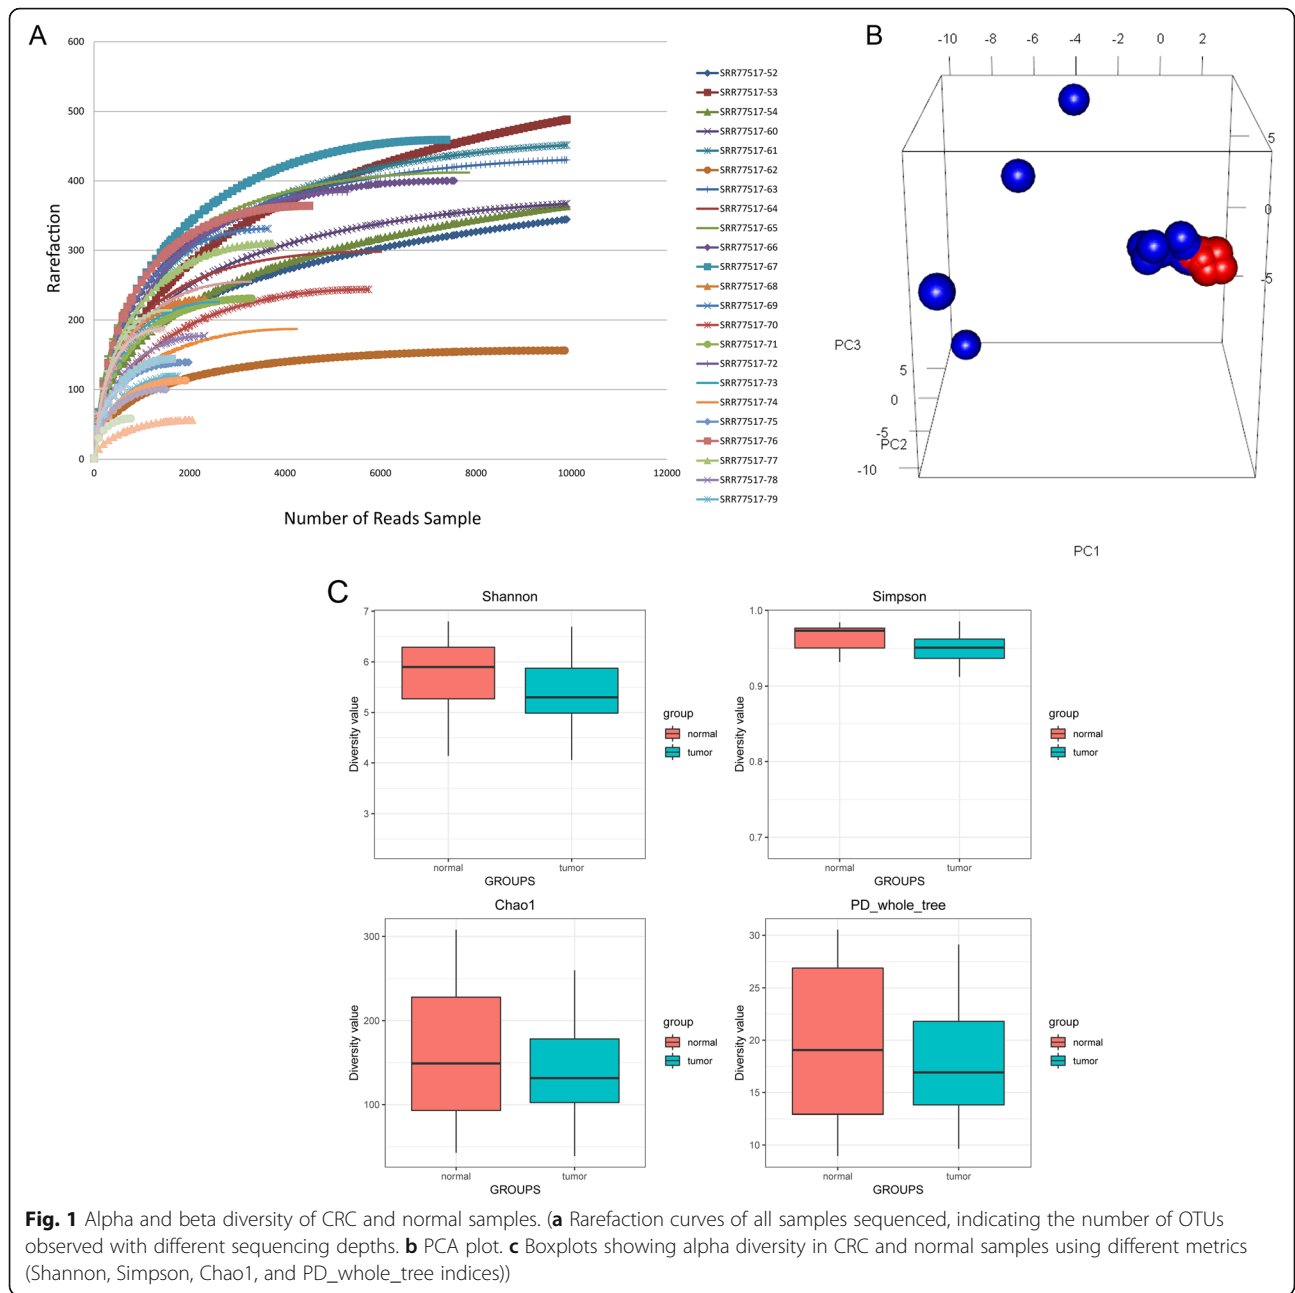 A
600
500
400
300
200
100
0
0 2000 4000 6000 8000 10000 12000
Rarefaction
Number of Reads Sample
SRR77517-52
SRR77517-53
SRR77517-54
SRR77517-60
SRR77517-61
SRR77517-62
SRR77517-63
SRR77517-64
SRR77517-65
SRR77517-66
SRR77517-67
SRR77517-68
SRR77517-69
SRR77517-70
SRR77517-71
SRR77517-72
SRR77517-73
SRR77517-74
SRR77517-75
SRR77517-76
SRR77517-77
SRR77517-78
SRR77517-79
B
-10 -8 -6 -4 -2 0 2
5
0
-5
PC3
5
0
-5
PC2
-10
PC1
C
Shannon
7
6
5
4
3
Diversity value
normal tumor
GROUPS
group
normal
tumor
Simpson
1.0
0.9
0.8
0.7
Diversity value
normal tumor
GROUPS
group
normal
tumor
Chao1
300
200
100
Diversity value
normal tumor
GROUPS
group
normal
tumor
PD_whole_tree
30
25
20
15
10
Diversity value
normal tumor
GROUPS
group
normal
tumor
Fig. 1 Alpha and beta diversity of CRC and normal samples. (a Rarefaction curves of all samples sequenced, indicating the number of OTUs
observed with different sequencing depths. b PCA plot. c Boxplots showing alpha diversity in CRC and normal samples using different metrics
(Shannon, Simpson, Chao1, and PD_whole_tree indices))